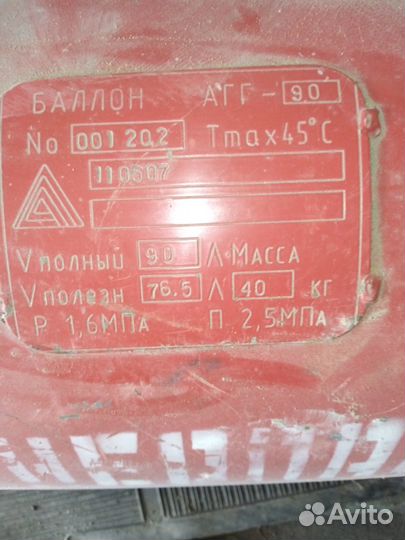 БАЛЛОН АГГ-90
No 001202 Tmax45°C
110607
Vполный 90 Л МАССА
Vполезн 76.5 Л 40 кг
Р 1,6МПа П 2,5МПа
Avito